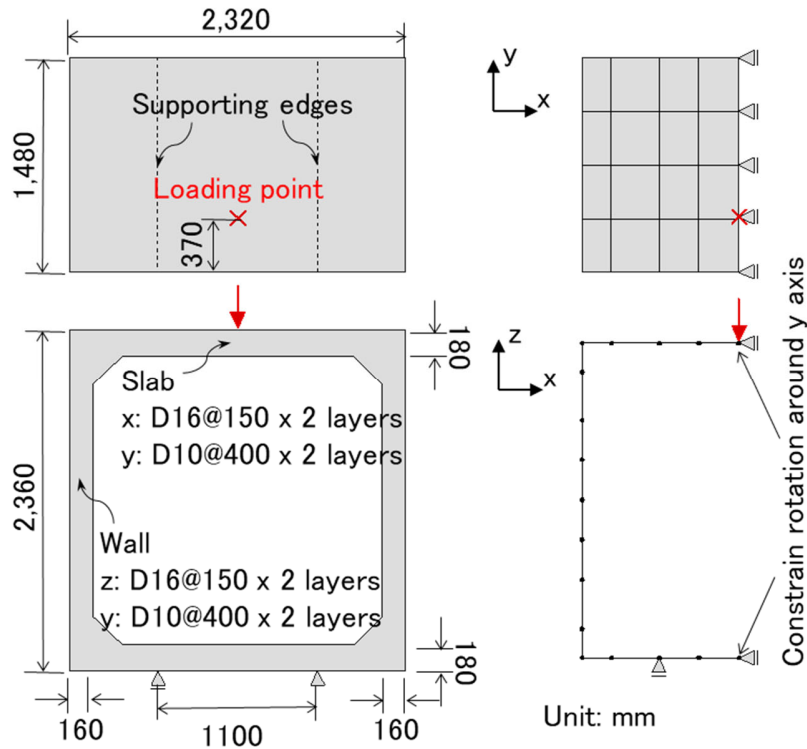 2,320
1,480
Supporting edges
Loading point
370
y
x
180
z
x
Slab
x: D16@150 x 2 layers
y: D10@400 x 2 layers
2,360
Wall
z: D16@150 x 2 layers
y: D10@400 x 2 layers
180
160
1100
160
Constrain rotation around y axis
Unit: mm